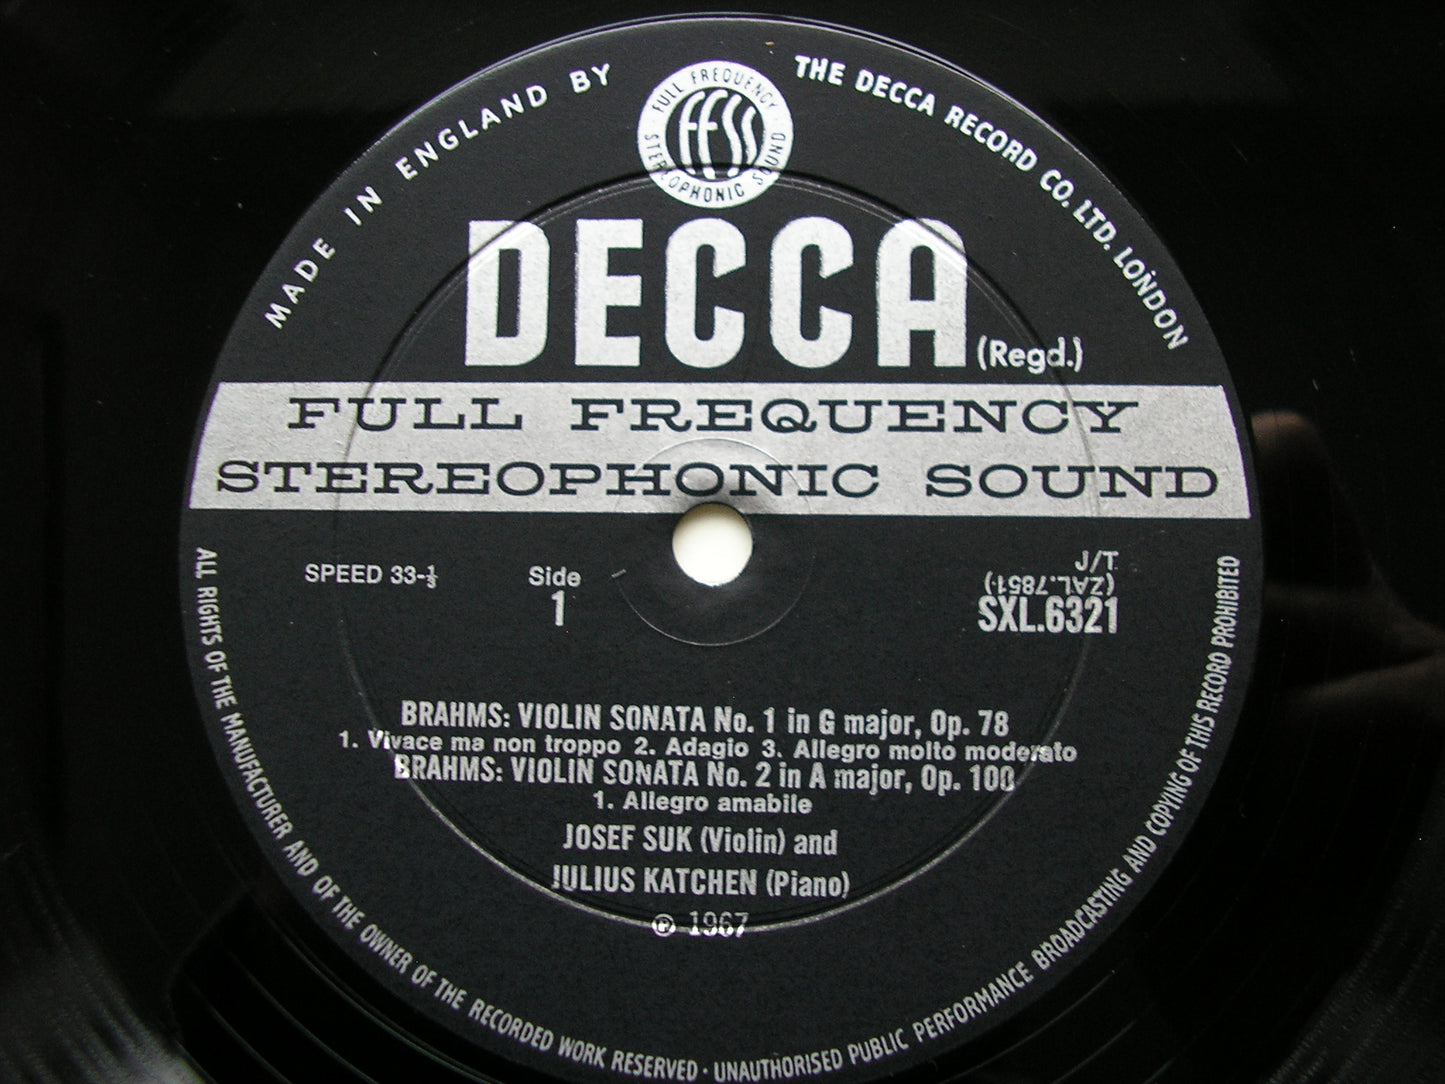 MADE IN ENGLAND BY
THE DECCA RECORD CO. LTD. LONDON
FULL FREQUENCY
FFSS
STEREOPHONIC SOUND
DECCA (Regd.)
FULL FREQUENCY
STEREOPHONIC SOUND
SPEED 33-⅓
Side
1
J/T
(ZAL.7851.)
SXL.6321
BRAHMS: VIOLIN SONATA No. 1 in G major, Op. 78
1. Vivace ma non troppo 2. Adagio 3. Allegro molto moderato
BRAHMS: VIOLIN SONATA No. 2 in A major, Op. 100
1. Allegro amabile
JOSEF SUK (Violin) and
JULIUS KATCHEN (Piano)
℗ 1967
ALL RIGHTS OF THE MANUFACTURER AND OF THE OWNER OF THE RECORDED WORK RESERVED · UNAUTHORISED PUBLIC PERFORMANCE BROADCASTING AND COPYING OF THIS RECORD PROHIBITED